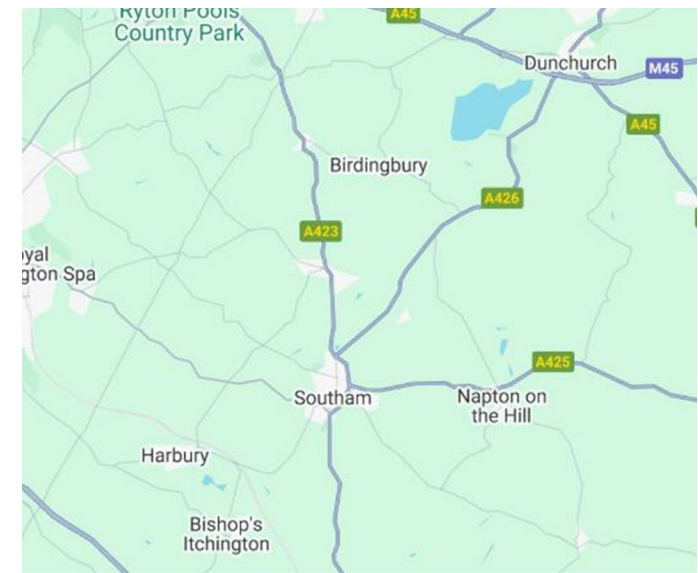 Ryton Pools
Country Park
A45
Dunchurch
M45
A45
Birdingbury
A426
A423
yal
gton Spa
A425
Southam
Napton on
the Hill
Harbury
Bishop's
Itchington